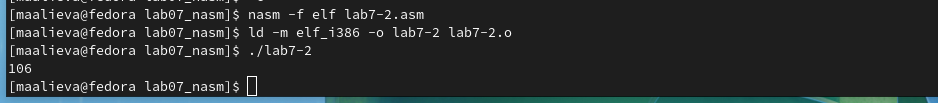 [maalieva@fedora lab07_nasm]$ nasm -f elf lab7-2.asm
[maalieva@fedora lab07_nasm]$ ld -m elf_i386 -o lab7-2 lab7-2.o
[maalieva@fedora lab07_nasm]$ ./lab7-2
106
[maalieva@fedora lab07_nasm]$